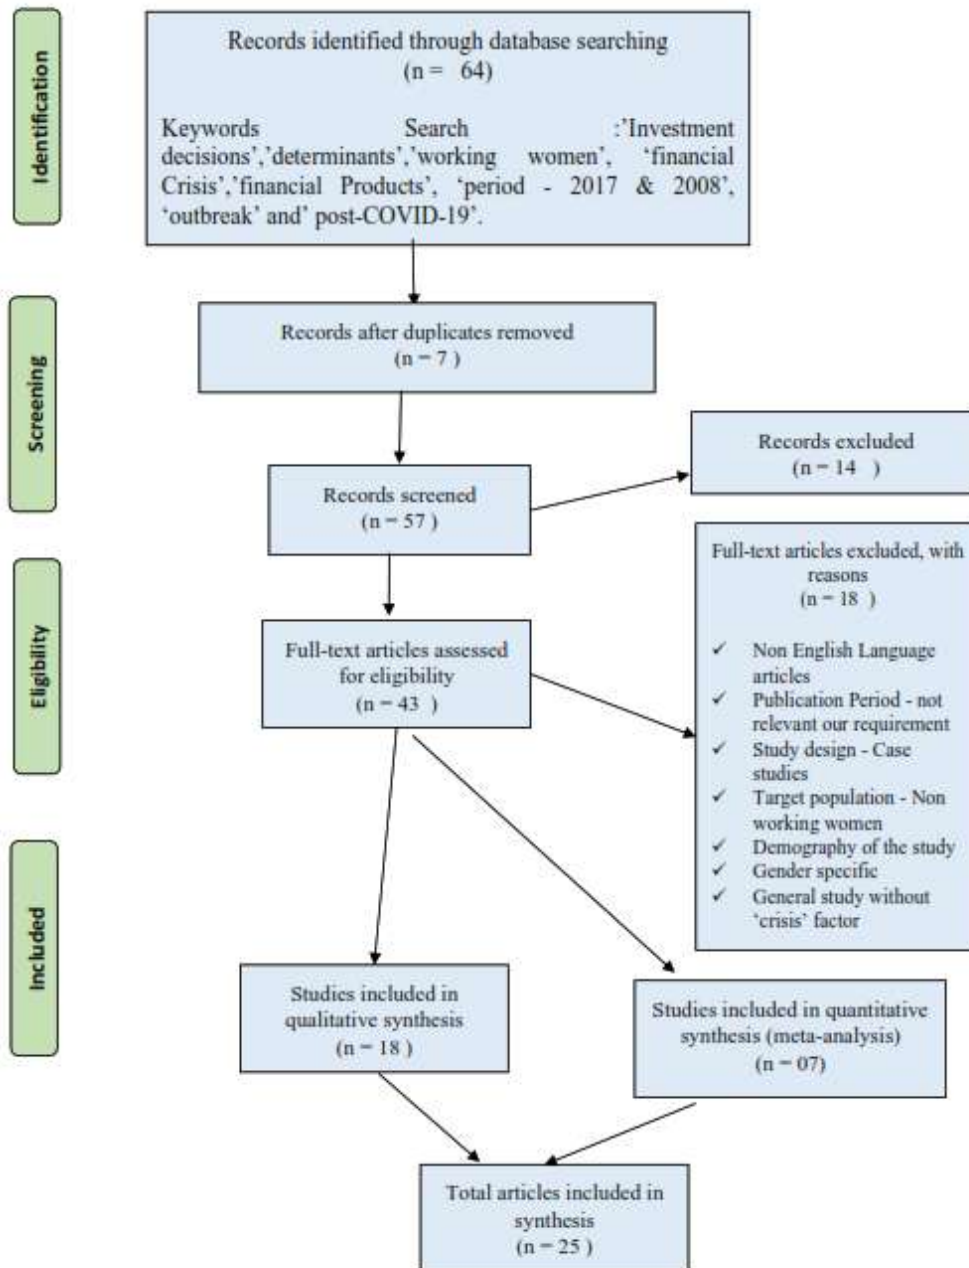 Identification
Records identified through database searching
(n = 64)
Keywords Search :’Investment
decisions’,’determinants’,’working women’, ‘financial
Crisis’,’financial Products’, ‘period - 2017 & 2008’,
‘outbreak’ and’ post-COVID-19’.
Screening
Records after duplicates removed
(n = 7 )
Records excluded
(n = 14 )
Records screened
(n = 57 )
Eligibility
Full-text articles excluded, with
reasons
(n = 18 )
✓ Non English Language
articles
✓ Publication Period - not
relevant our requirement
✓ Study design - Case
studies
✓ Target population - Non
working women
✓ Demography of the study
✓ Gender specific
✓ General study without
‘crisis’ factor
Full-text articles assessed
for eligibility
(n = 43 )
Included
Studies included in
qualitative synthesis
(n = 18 )
Studies included in quantitative
synthesis (meta-analysis)
(n = 07)
Total articles included in
synthesis
(n = 25 )